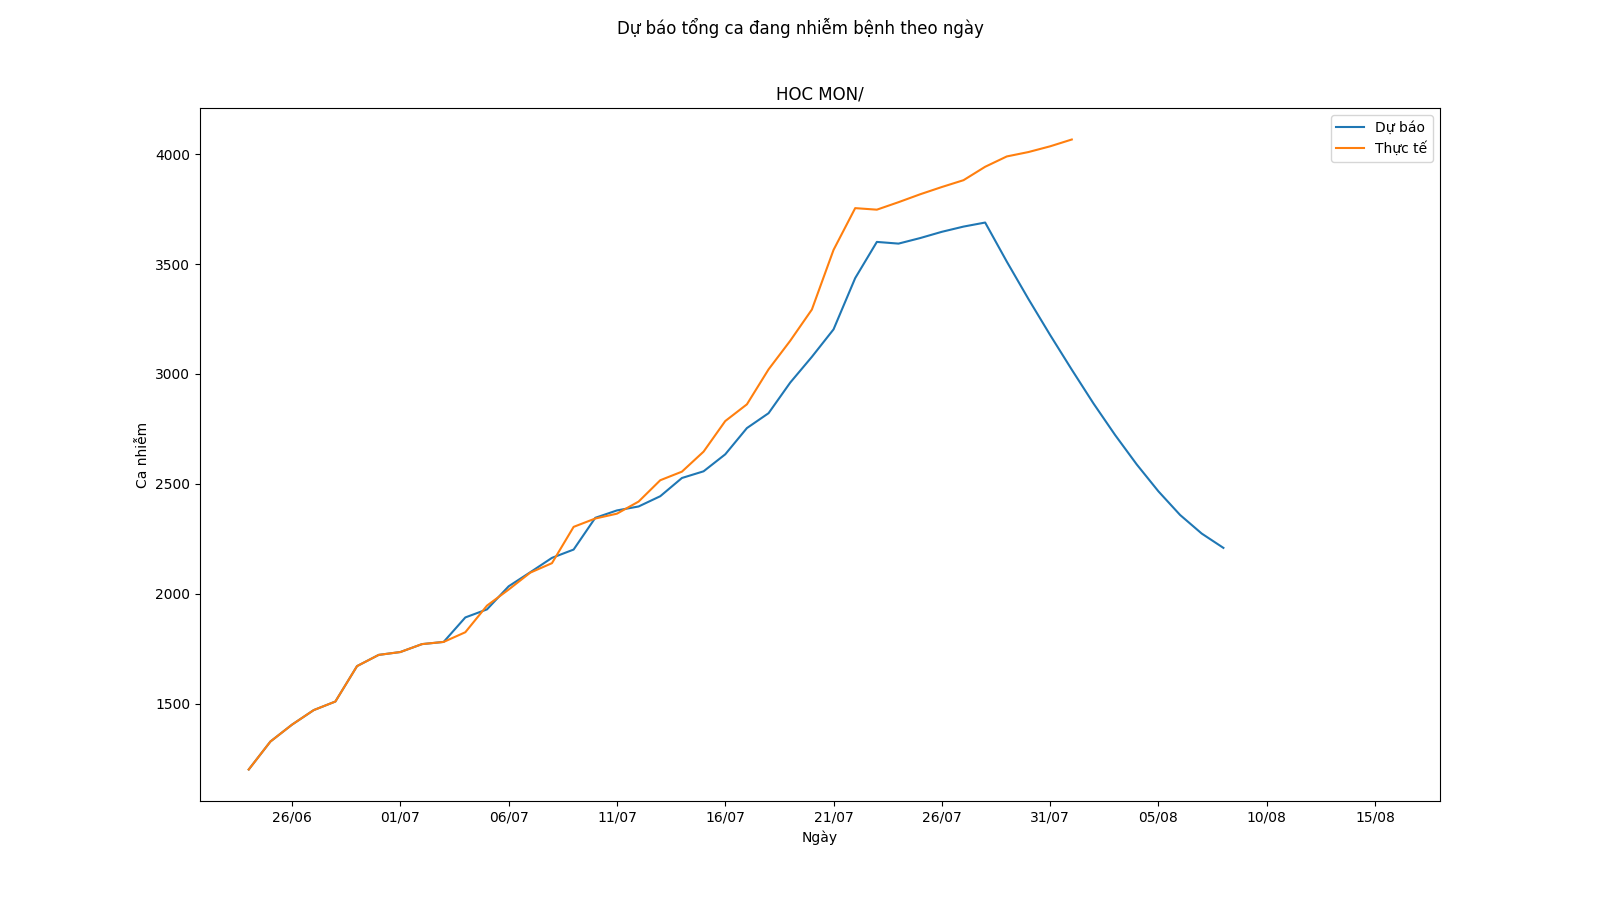 Dự báo tổng ca đang nhiễm bệnh theo ngày
HOC MON/
Dự báo
Thực tế
4000
3500
3000
2500
2000
1500
Ca nhiễm
26/06 01/07 06/07 11/07 16/07 21/07 26/07 31/07 05/08 10/08 15/08
Ngày